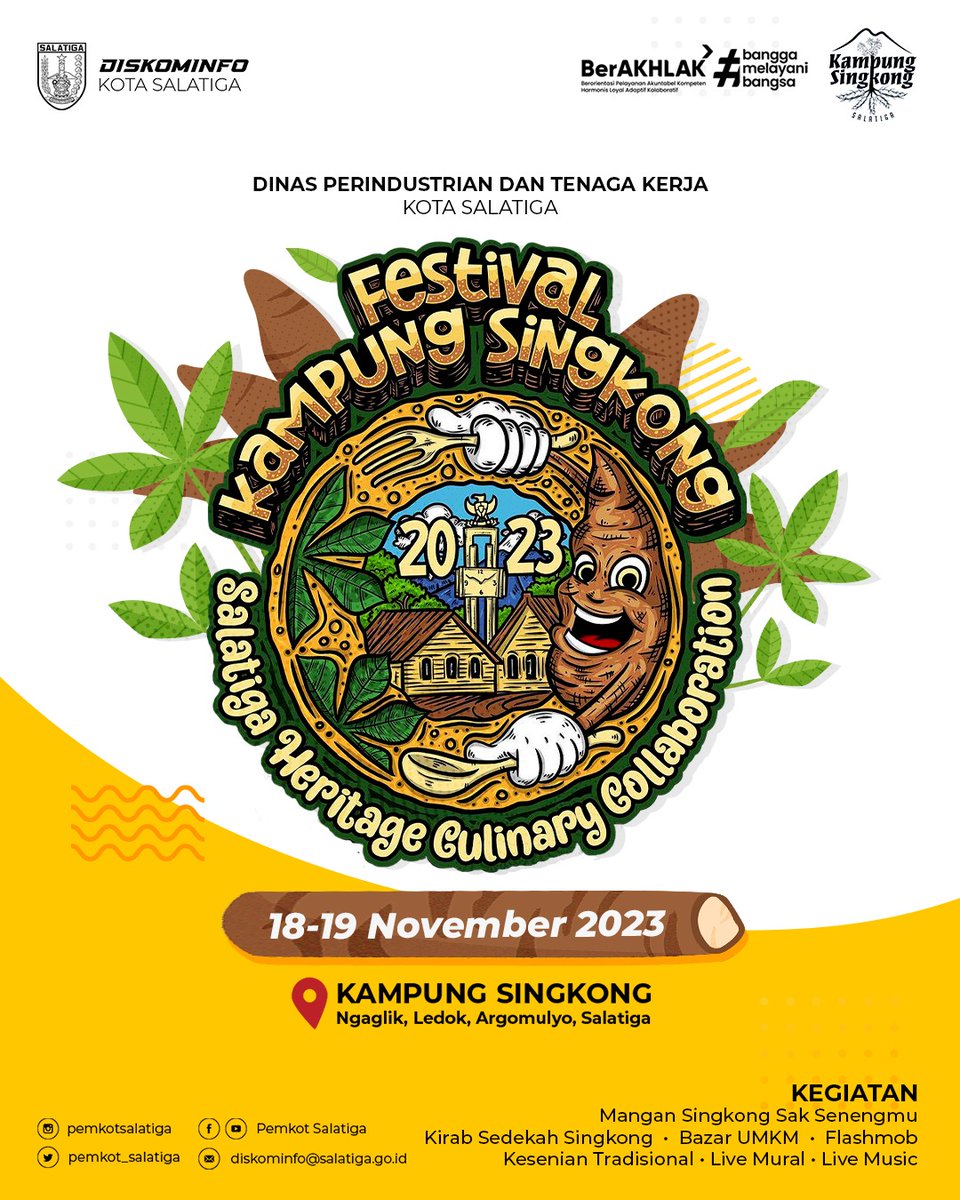 SALATIGA
DISKOMINFO
KOTA SALATIGA
BerAKHLAK
Berorientasi Pelayanan Akuntabel Kompeten
Harmonis Loyal Adaptif Kolaboratif
#bangga
melayani
bangsa
Kampung
Singkong
SALATIGA
DINAS PERINDUSTRIAN DAN TENAGA KERJA
KOTA SALATIGA
Festival
Kampung Singkong
2023
Salatiga Heritage Culinary Collaboration
18-19 November 2023
KAMPUNG SINGKONG
Ngaglik, Ledok, Argomulyo, Salatiga
KEGIATAN
Mangan Singkong Sak Senengmu
Kirab Sedekah Singkong • Bazar UMKM • Flashmob
Kesenian Tradisional • Live Mural • Live Music
pemkotsalatiga
Pemkot Salatiga
pemkot_salatiga
diskominfo@salatiga.go.id